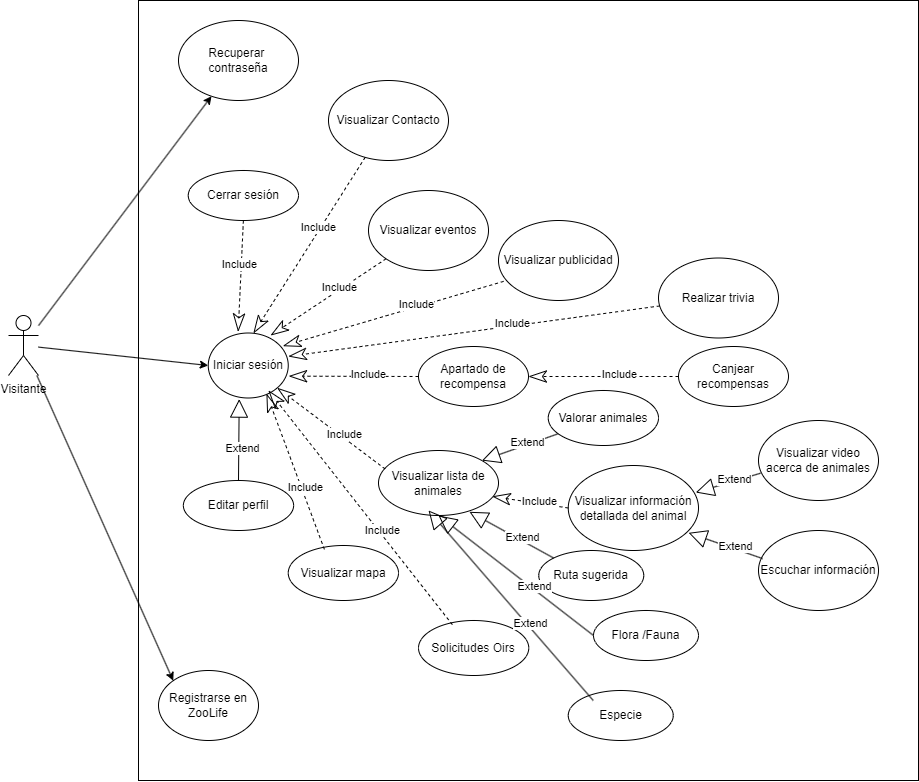 Recuperar
contraseña
Visualizar Contacto
Cerrar sesión
Include
Visualizar eventos
Include
Visualizar publicidad
Include
Include
Realizar trivia
Include
Include
Visitante
Iniciar sesión
Apartado de
recompensa
Include
Include
Canjear
recompensas
Valorar animales
Extend
Extend
Include
Visualizar lista de
animales
Visualizar video
acerca de animales
Extend
Editar perfil
Include
Include
Visualizar información
detallada del animal
Include
Extend
Extend
Escuchar información
Visualizar mapa
Ruta sugerida
Extend
Flora /Fauna
Extend
Solicitudes Oirs
Registrarse en
ZooLife
Especie